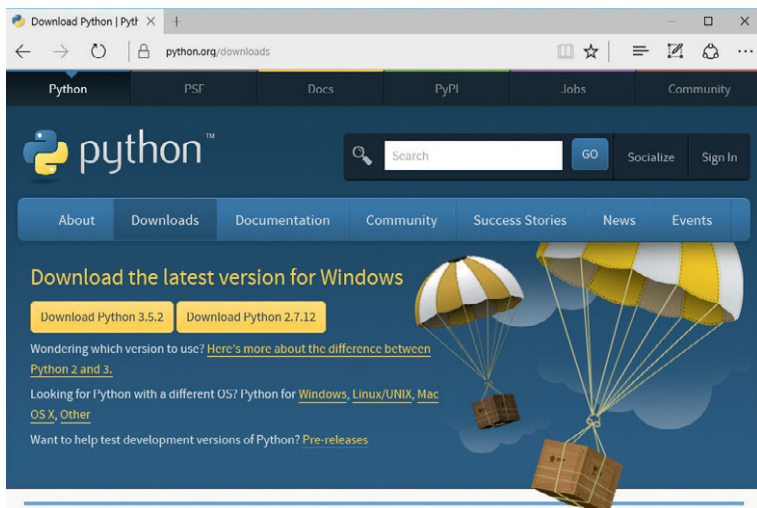 Download Python | Pyth
python.org/downloads
Python PSF Docs PyPI Jobs Community
python™
Search GO Socialize Sign In
About Downloads Documentation Community Success Stories News Events
Download the latest version for Windows
Download Python 3.5.2 Download Python 2.7.12
Wondering which version to use? Here's more about the difference between
Python 2 and 3.
Looking for Python with a different OS? Python for Windows, Linux/UNIX, Mac
OS X, Other
Want to help test development versions of Python? Pre-releases